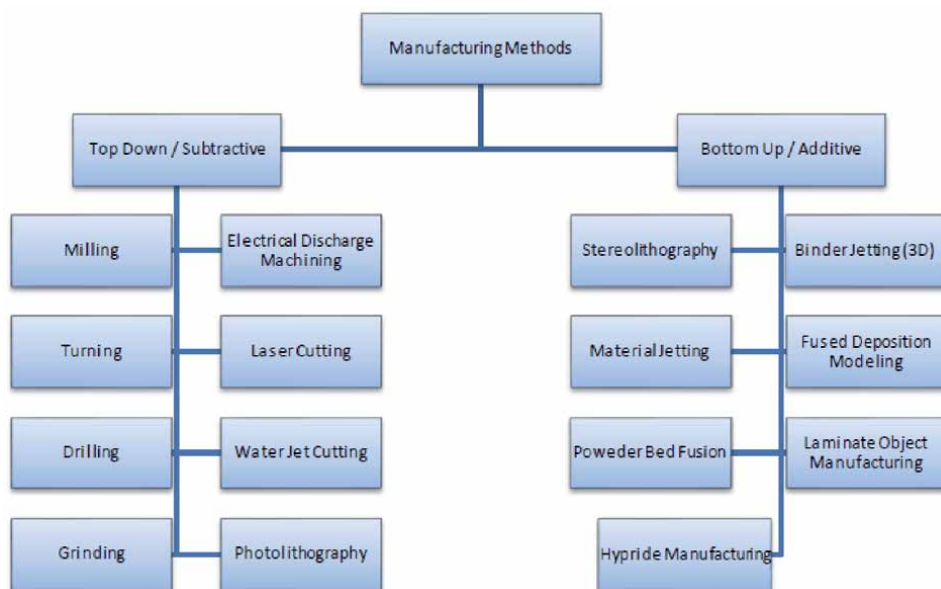 Manufacturing Methods
Top Down / Subtractive
Bottom Up / Additive
Milling
Electrical Discharge
Machining
Turning
Laser Cutting
Drilling
Water Jet Cutting
Grinding
Photolithography
Stereolithography
Binder Jetting (3D)
Material Jetting
Fused Deposition
Modeling
Poweder Bed Fusion
Laminate Object
Manufacturing
Hypride Manufacturing